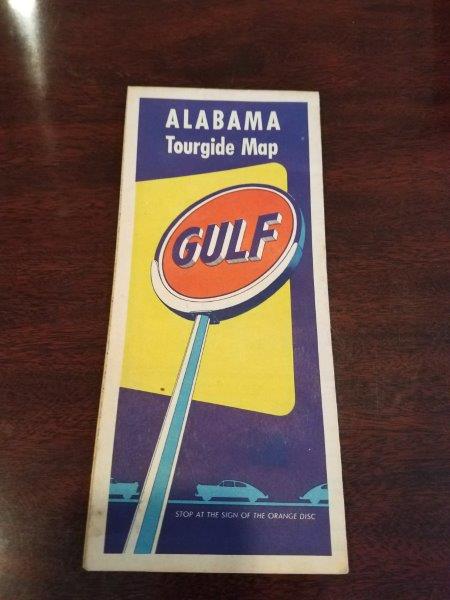 ALABAMA
Tourgide Map
GULF
STOP AT THE SIGN OF THE ORANGE DISC